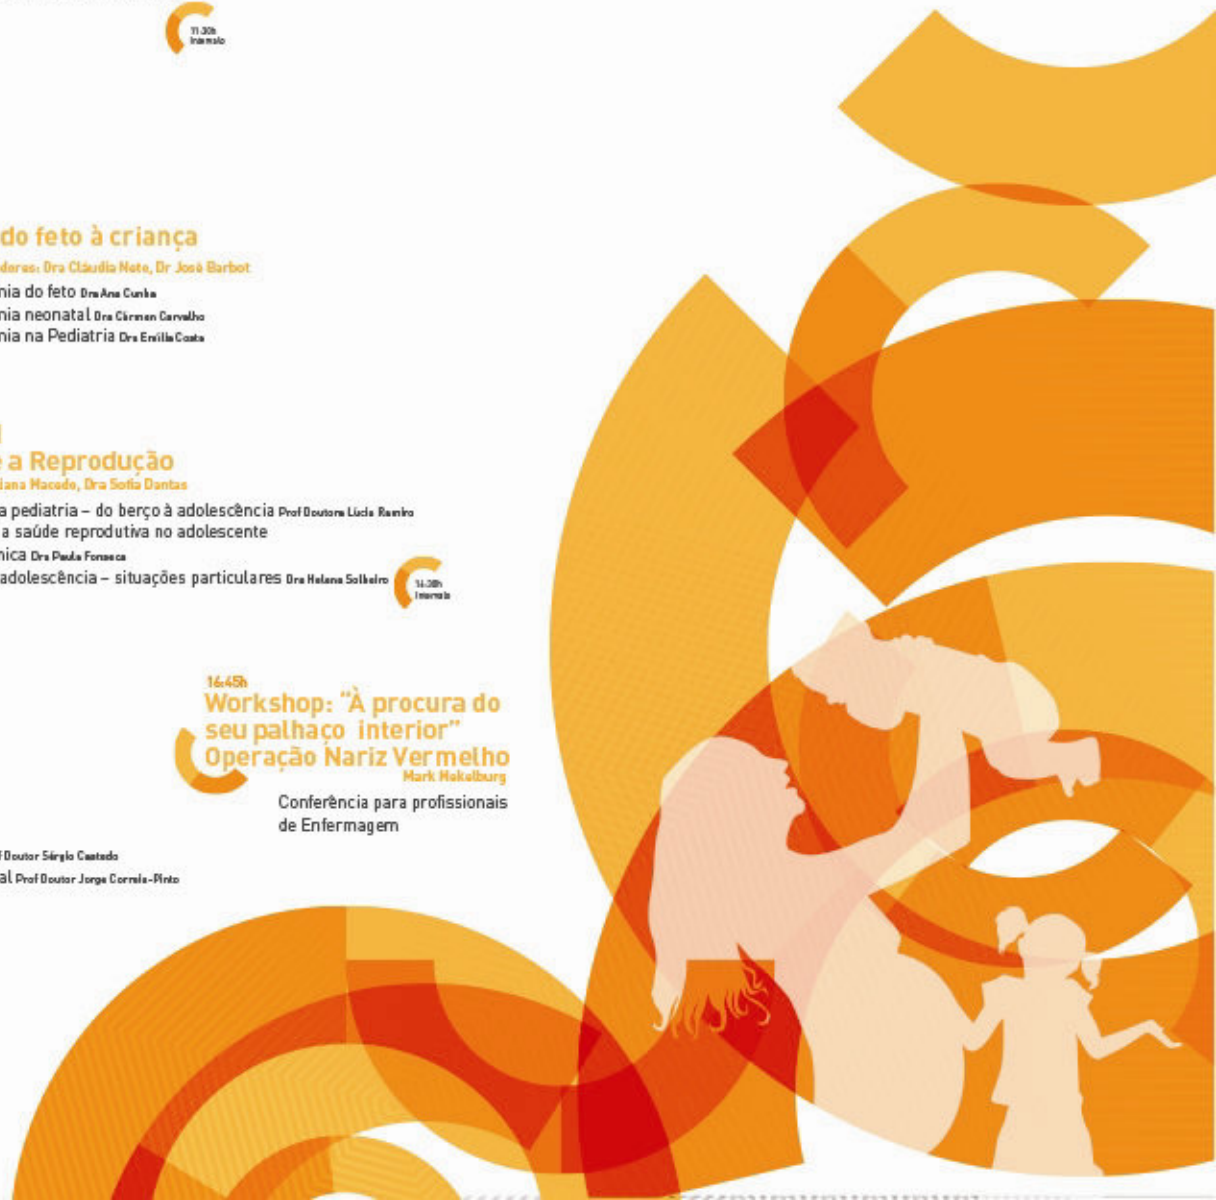 11:30h
Intervalo
do feto à criança
dores: Dra Cláudia Neto, Dr José Barbot
nia do feto Dra Ana Cunha
nia neonatal Dra Cármen Carvalho
nia na Pediatria Dra Emília Costa
e a Reprodução
iana Macedo, Dra Sofia Dantas
a pediatria – do berço à adolescência Prof Doutora Lúcia Ramiro
a saúde reprodutiva no adolescente
nica Dra Paula Fonseca
adolescência – situações particulares Dra Helena Solheiro
16:30h
Intervalo
16:45h
Workshop: "À procura do
seu palhaço interior"
Operação Nariz Vermelho
Mark Mekelburg
Conferência para profissionais
de Enfermagem
f Doutor Sérgio Castedo
al Prof Doutor Jorge Correia-Pinto